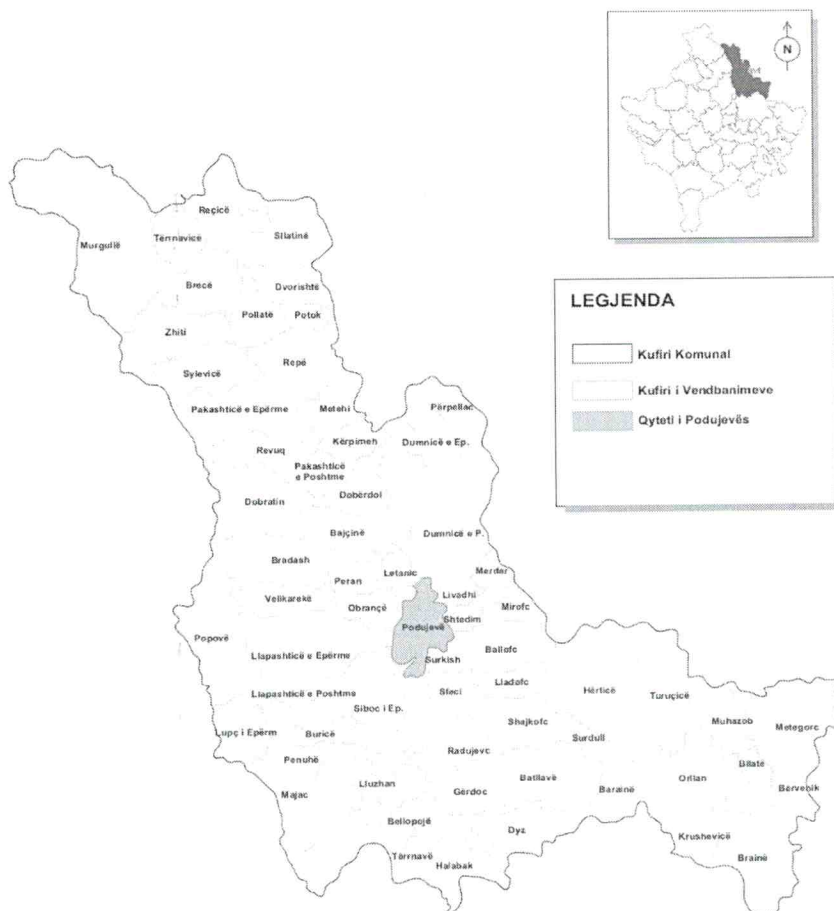 N
Reçicë
Murgullë
Tërrnavicë
Sllatinë
Brecë
Dvorishtë
Pollatë
Potok
Zhiti
Repë
Sylevicë
Pakashticë e Epërme
Metehi
Përpellac
Kërpimeh
Dumnicë e Ep.
Revuq
Pakashticë
e Poshtme
Dobratin
Dobërdol
Bajçinë
Dumnicë e P.
Bradash
Letanic
Merdar
Peran
Velikarekë
Livadhi
Obrançë
Mirofc
Shtedim
Popovë
Podujevë
Ballofc
Llapashticë e Epërme
Surkish
Lladofc
Sfeci
Hërticë
Turuçicë
Llapashticë e Poshtme
Siboc i Ep.
Shajkofc
Muhazob
Metegorc
Lupç i Epërm
Buricë
Surdull
Radujevc
Penuhë
Bllatë
Majac
Lluzhan
Gërdoc
Batllavë
Barainë
Orllan
Bërvenik
Bellopojë
Dyz
Krushevicë
Tërrnavë
Halabak
Brainë
LEGJENDA
Kufiri Komunal
Kufiri i Vendbanimeve
Qyteti i Podujevës